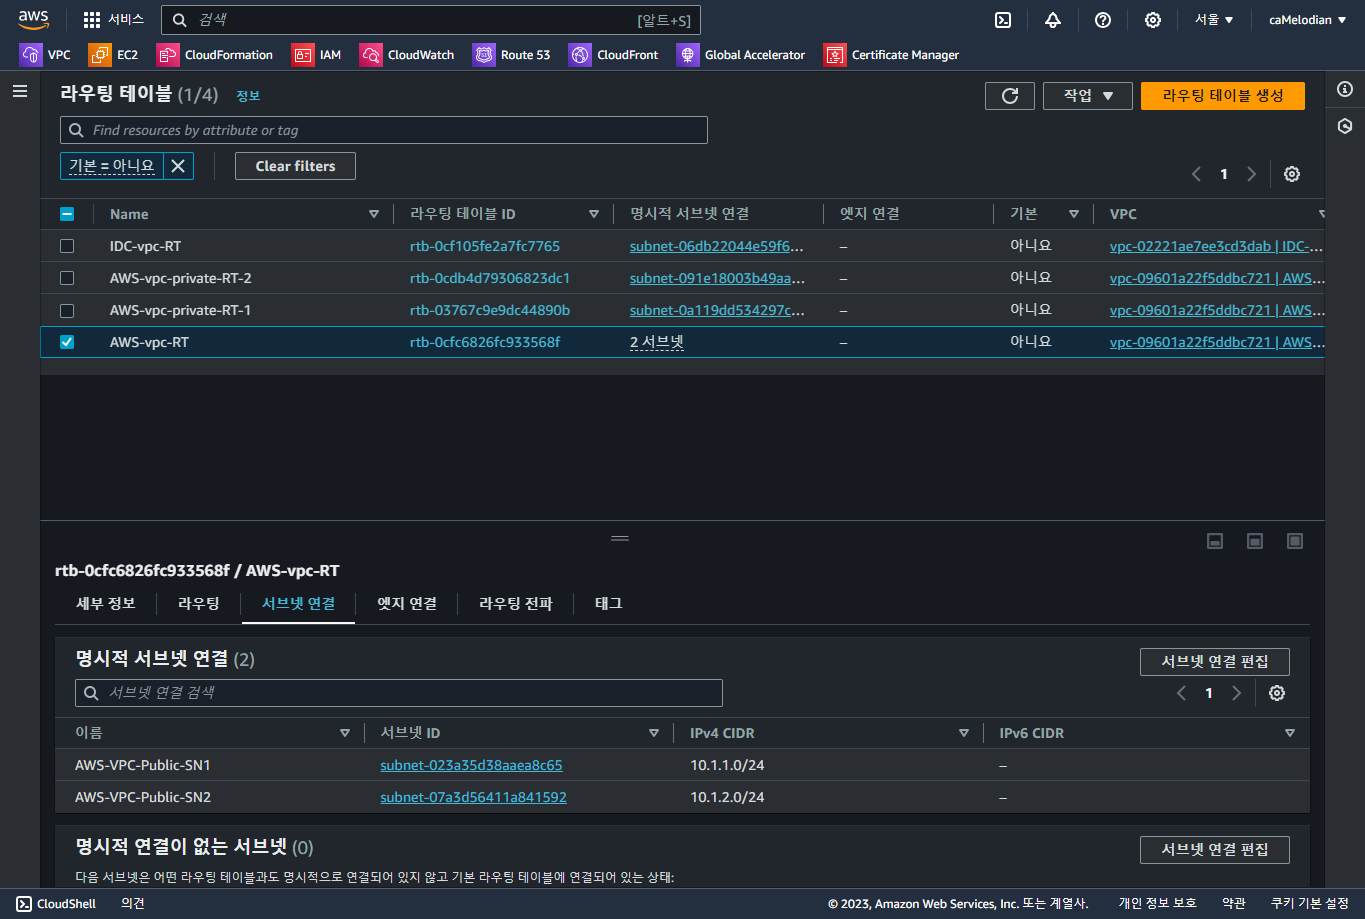 aws
서비스
검색
[알트+S]
서울 ▼
caMelodian ▼
VPC
EC2
CloudFormation
IAM
CloudWatch
Route 53
CloudFront
Global Accelerator
Certificate Manager
라우팅 테이블 (1/4) 정보
작업 ▼
라우팅 테이블 생성
Find resources by attribute or tag
기본 = 아니요
Clear filters
1
Name 라우팅 테이블 ID 명시적 서브넷 연결 엣지 연결 기본 VPC
IDC-vpc-RT rtb-0cf105fe2a7fc7765 subnet-06db22044e59f6... – 아니요 vpc-02221ae7ee3cd3dab | IDC-...
AWS-vpc-private-RT-2 rtb-0cdb4d79306823dc1 subnet-091e18003b49aa... – 아니요 vpc-09601a22f5ddbc721 | AWS...
AWS-vpc-private-RT-1 rtb-03767c9e9dc44890b subnet-0a119dd534297c... – 아니요 vpc-09601a22f5ddbc721 | AWS...
AWS-vpc-RT rtb-0cfc6826fc933568f 2 서브넷 – 아니요 vpc-09601a22f5ddbc721 | AWS...
rtb-0cfc6826fc933568f / AWS-vpc-RT
세부 정보 라우팅 서브넷 연결 엣지 연결 라우팅 전파 태그
명시적 서브넷 연결 (2)
서브넷 연결 편집
서브넷 연결 검색
1
이름 서브넷 ID IPv4 CIDR IPv6 CIDR
AWS-VPC-Public-SN1 subnet-023a35d38aaea8c65 10.1.1.0/24 –
AWS-VPC-Public-SN2 subnet-07a3d56411a841592 10.1.2.0/24 –
명시적 연결이 없는 서브넷 (0)
서브넷 연결 편집
다음 서브넷은 어떤 라우팅 테이블과도 명시적으로 연결되어 있지 않고 기본 라우팅 테이블에 연결되어 있는 상태:
CloudShell 의견 © 2023, Amazon Web Services, Inc. 또는 계열사. 개인 정보 보호 약관 쿠키 기본 설정